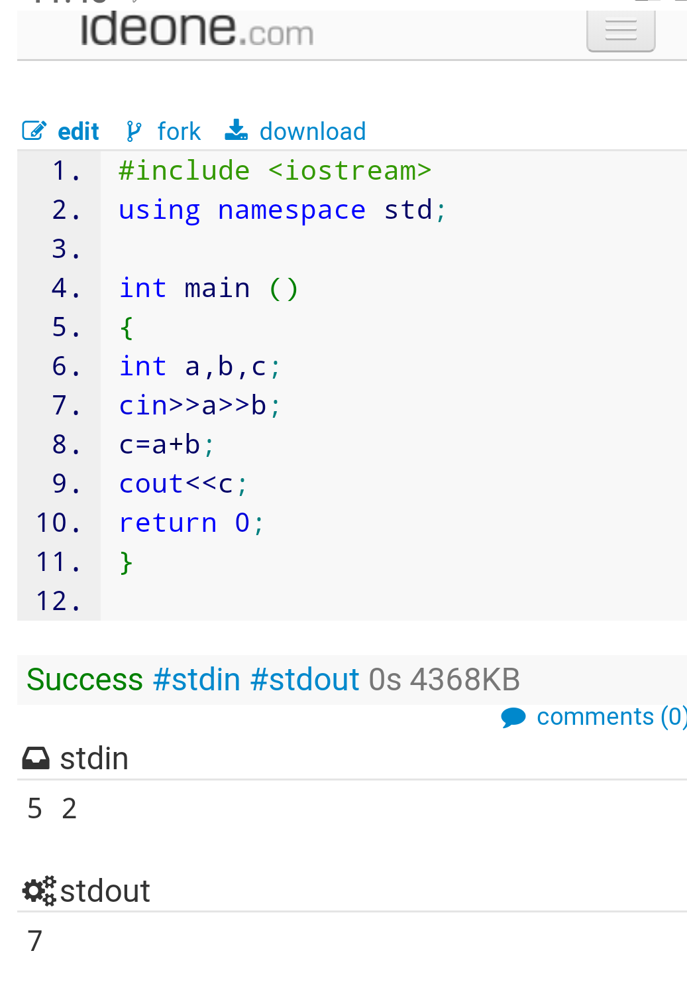 ideone.com
edit fork download
1. #include <iostream>
2. using namespace std;
3.
4. int main ()
5. {
6. int a,b,c;
7. cin>>a>>b;
8. c=a+b;
9. cout<<c;
10. return 0;
11. }
12.
Success #stdin #stdout 0s 4368KB
comments (0)
stdin
5 2
stdout
7